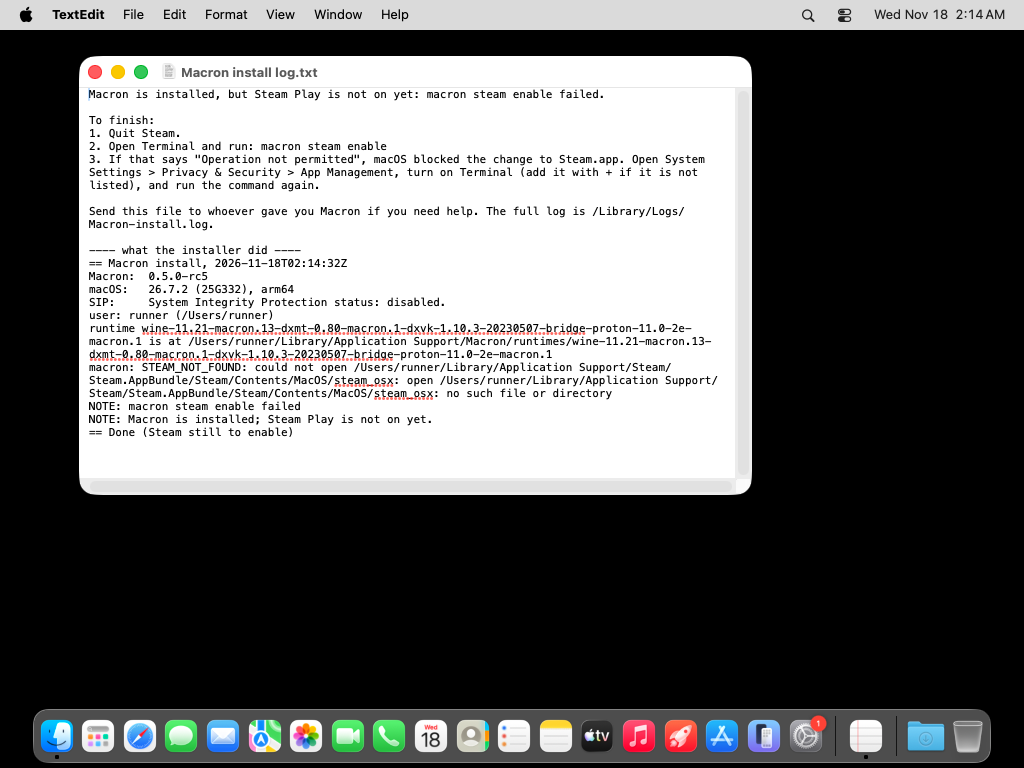 TextEdit File Edit Format View Window Help Wed Nov 18 2:14 AM
Macron install log.txt
Macron is installed, but Steam Play is not on yet: macron steam enable failed.
To finish:
1. Quit Steam.
2. Open Terminal and run: macron steam enable
3. If that says "Operation not permitted", macOS blocked the change to Steam.app. Open System
Settings > Privacy & Security > App Management, turn on Terminal (add it with + if it is not
listed), and run the command again.
Send this file to whoever gave you Macron if you need help. The full log is /Library/Logs/
Macron-install.log.
---- what the installer did ----
== Macron install, 2026-11-18T02:14:32Z
Macron: 0.5.0-rc5
macOS: 26.7.2 (25G332), arm64
SIP: System Integrity Protection status: disabled.
user: runner (/Users/runner)
runtime wine-11.21-macron.13-dxmt-0.80-macron.1-dxvk-1.10.3-20230507-bridge-proton-11.0-2e-
macron.1 is at /Users/runner/Library/Application Support/Macron/runtimes/wine-11.21-macron.13-
dxmt-0.80-macron.1-dxvk-1.10.3-20230507-bridge-proton-11.0-2e-macron.1
macron: STEAM_NOT_FOUND: could not open /Users/runner/Library/Application Support/Steam/
Steam.AppBundle/Steam/Contents/MacOS/steam_osx: open /Users/runner/Library/Application Support/
Steam/Steam.AppBundle/Steam/Contents/MacOS/steam_osx: no such file or directory
NOTE: macron steam enable failed
NOTE: Macron is installed; Steam Play is not on yet.
== Done (Steam still to enable)
Wed
18
tv
1